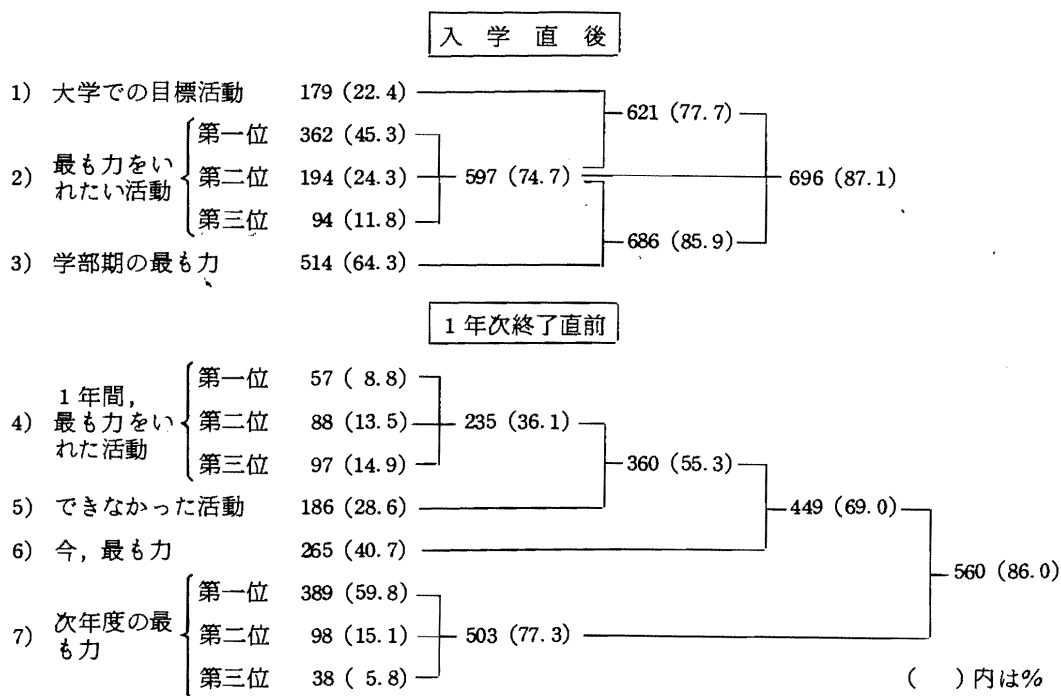 入学直後
1) 大学での目標活動 179 (22.4)
621 (77.7)
2) 最も力をいれたい活動 第一位 362 (45.3)
第二位 194 (24.3) 597 (74.7) 696 (87.1)
第三位 94 (11.8)
686 (85.9)
3) 学部期の最も力 514 (64.3)
1年次終了直前
4) 1年間,最も力をいれた活動 第一位 57 ( 8.8)
第二位 88 (13.5) 235 (36.1)
第三位 97 (14.9) 360 (55.3)
5) できなかった活動 186 (28.6) 449 (69.0)
6) 今,最も力 265 (40.7)
560 (86.0)
7) 次年度の最も力 第一位 389 (59.8)
第二位 98 (15.1) 503 (77.3)
第三位 38 ( 5.8)
( )内は%